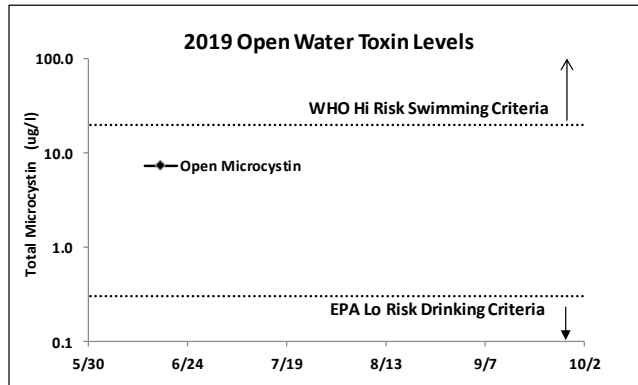 2019 Open Water Toxin Levels
Total Microcystin (ug/l)
100.0
WHO Hi Risk Swimming Criteria
10.0
Open Microcystin
1.0
EPA Lo Risk Drinking Criteria
0.1
5/30 6/24 7/19 8/13 9/7 10/2